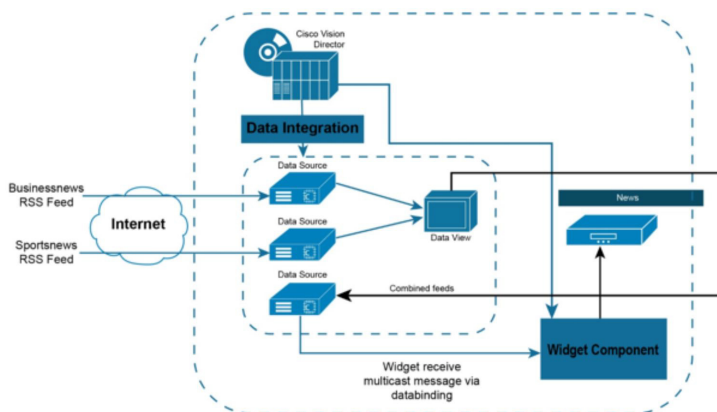 Cisco Vision
Director
Data Integration
Data Source
Businessnews
RSS Feed
Internet
News
Data Source
Data View
Sportsnews
RSS Feed
Data Source
Combined feeds
Widget Component
Widget receive
multicast message via
databinding